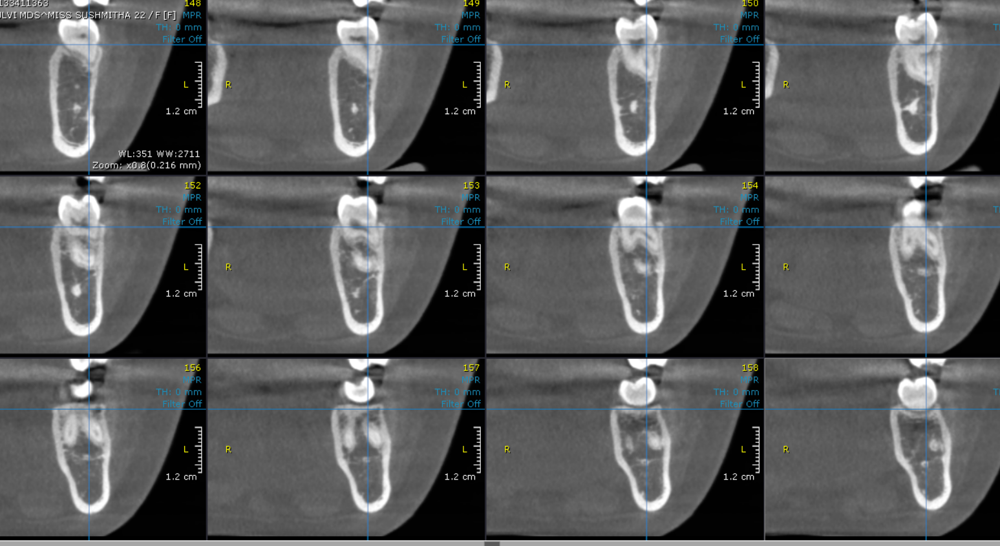 133411363 148
JLVI MDS^MISS SUSHMITHA 22 / F [F] MPR
TH: 0 mm
Filter Off
L
1.2 cm
WL:351 WW:2711
Zoom: x0.8(0.216 mm)
149
MPR
TH: 0 mm
Filter Off
R L
1.2 cm
150
MPR
TH: 0 mm
Filter Off
R L
1.2 cm
T
R
152
MPR
TH: 0 mm
Filter Off
L
1.2 cm
153
MPR
TH: 0 mm
Filter Off
R L
1.2 cm
154
MPR
TH: 0 mm
Filter Off
R L
1.2 cm
T
R
156
MPR
TH: 0 mm
Filter Off
L
1.2 cm
157
MPR
TH: 0 mm
Filter Off
R L
1.2 cm
158
MPR
TH: 0 mm
Filter Off
R L
1.2 cm
T
R